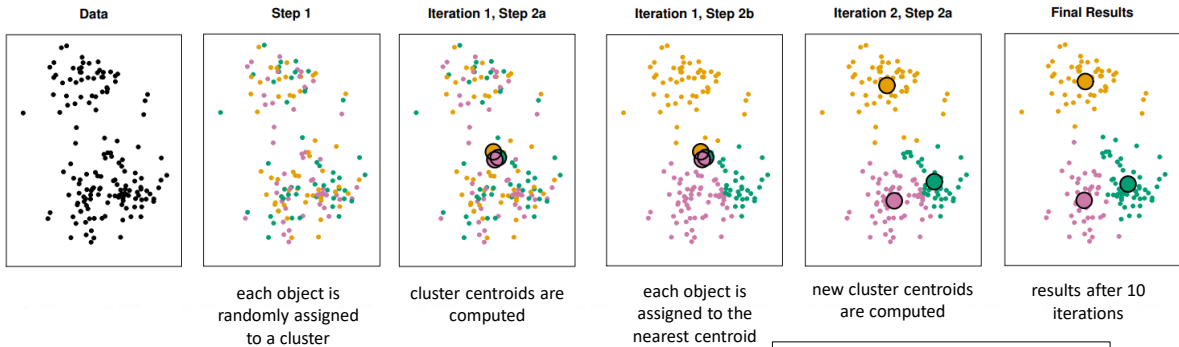 Data
Step 1
Iteration 1, Step 2a
Iteration 1, Step 2b
Iteration 2, Step 2a
Final Results
each object is
randomly assigned
to a cluster
cluster centroids are
computed
each object is
assigned to the
nearest centroid
new cluster centroids
are computed
results after 10
iterations